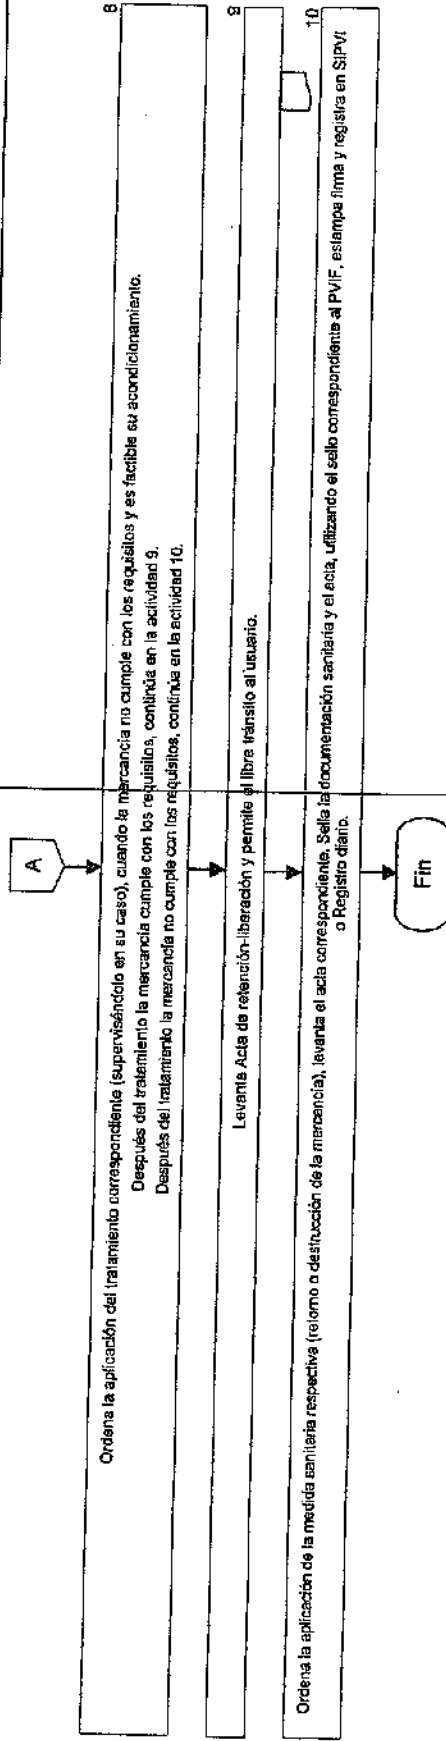 A
8
Ordena la aplicación del tratamiento correspondiente (supervisándolo en su caso), cuando la mercancía no cumple con los requisitos y es factible su acondicionamiento.
Después del tratamiento la mercancía cumple con los requisitos, continúa en la actividad 9.
Después del tratamiento la mercancía no cumple con los requisitos, continúa en la actividad 10.
9
Levanta Acta de retención-liberación y permite el libre tránsito al usuario.
10
Ordena la aplicación de la medida sanitaria respectiva (retorno o destrucción de la mercancía), levanta el acta correspondiente. Sella la documentación sanitaria y el acta, utilizando el sello correspondiente al PVIF, estampa firma y registra en SIPVI
o Registro diario.
Fin